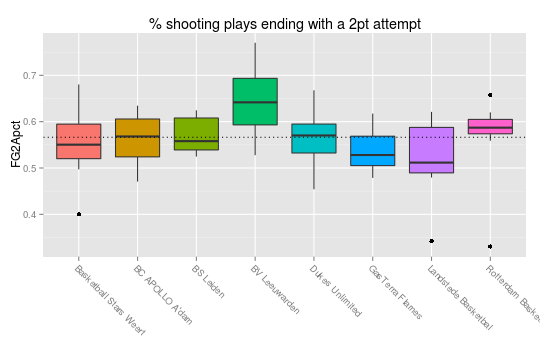 % shooting plays ending with a 2pt attempt
FG2Apct
0.7
0.6
0.5
0.4
Basketball Stars Weert
BC APOLLO A'dam
BS Leiden
BV Leeuwarden
Dukes Unlimited
GasTerra Flames
Landstede Basketbal
Rotterdam Baske